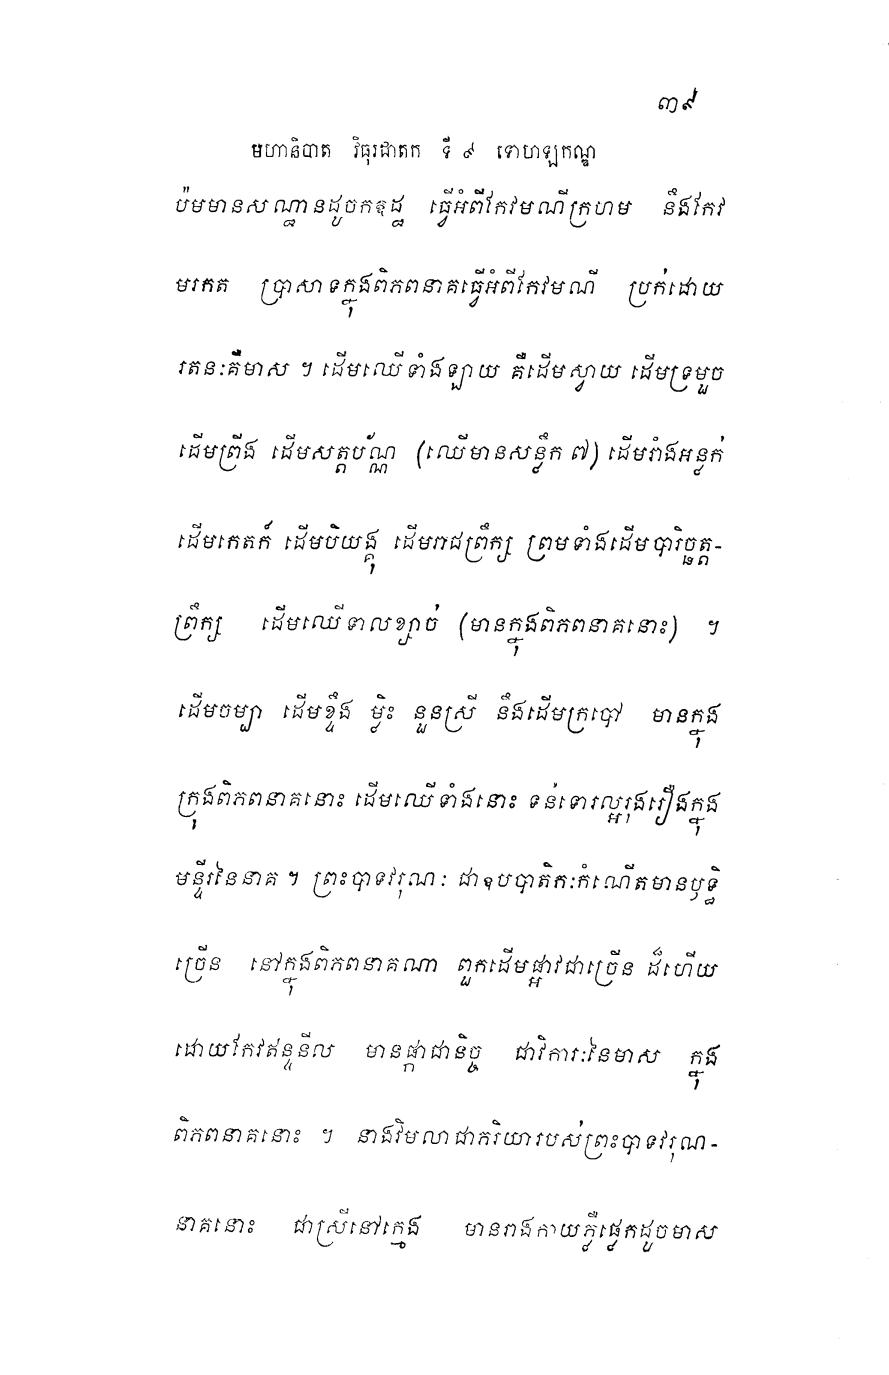 ៣៩
មហានិបាត វិធុរជាតក ទី ៩ ទោហឡកណ្ឌ
ប៉មមានសណ្ឋានដូចកឧដ្ឋ ធ្វើអំពីកែវមណីក្រហម នឹងកែវ
មរកត ប្រាសាទក្នុងពិភពនាគធ្វើអំពីកែវមណី ប្រក់ដោយ
រតនៈគឺមាស ។ ដើមឈើទាំងឡាយ គឺដើមស្វាយ ដើមទ្រមួច
ដើមព្រីង ដើមសត្តបណ្ណ័ (ឈើមានសន្លឹក ៧) ដើមរាំងអន្លក់
ដើមកេតក៍ ដើមបិយង្គុ ដើមរាជព្រឹក្ស ព្រមទាំងដើមបារិច្ឆត្ត-
ព្រឹក្ស ដើមឈើទាលខ្សាច់ (មានក្នុងពិភពនាគនោះ) ។
ដើមចម្បា ដើមខ្ទឹង ម្លិះ នួនស្រី នឹងដើមក្របៅ មានក្នុង
ក្រុងពិភពនាគនោះ ដើមឈើទាំងនោះ ទន់ទោរល្អរុងរឿងក្នុង
មន្ទីរនៃនាគ ។ ព្រះបាទវរុណៈ ជាឧបបាតិកៈកំណើតមានឫទ្ធិ
ច្រើន នៅក្នុងពិភពនាគណា ពួកដើមផ្អាវជាច្រើន ដ៏ហើយ
ដោយកែវឥន្ទនីល មានផ្កាជានិច្ច ជាវិការៈនៃមាស ក្នុង
ពិភពនាគនោះ ។ នាងវិមលាជាភរិយារបស់ព្រះបាទវរុណ-
នាគនោះ ជាស្រីនៅក្មេង មានរាងកាយភ្លឺផ្លេកដូចមាស